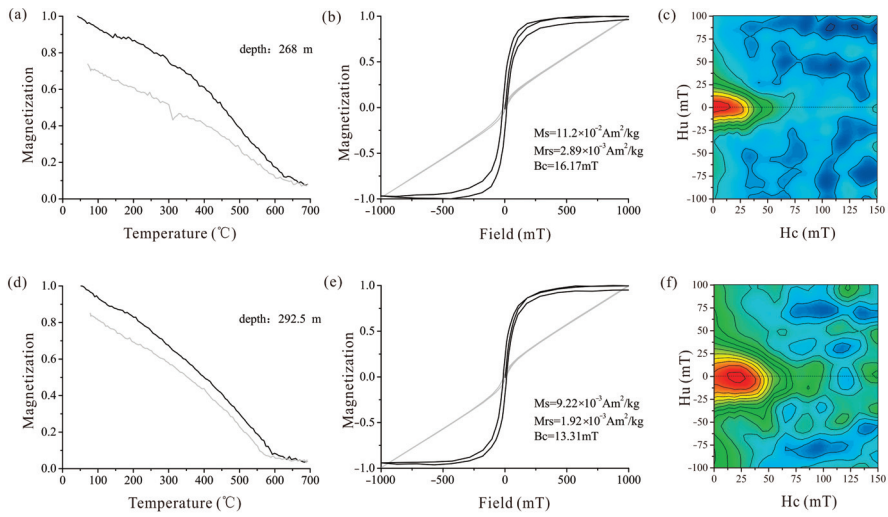 (a)
1.0
0.8
0.6
0.4
0.2
0.0
Magnetization
depth: 268 m
0 100 200 300 400 500 600 700
Temperature (℃)
(b)
1.0
0.5
0.0
-0.5
-1.0
Magnetization
Ms=11.2×10⁻²Am²/kg
Mrs=2.89×10⁻³Am²/kg
Bc=16.17mT
-1000 -500 0 500 1000
Field (mT)
(c)
100
75
50
25
0
-25
-50
-75
-100
Hu (mT)
0 25 50 75 100 125 150
Hc (mT)
(d)
1.0
0.8
0.6
0.4
0.2
0.0
Magnetization
depth: 292.5 m
0 100 200 300 400 500 600 700
Temperature (℃)
(e)
1.0
0.5
0.0
-0.5
-1.0
Magnetization
Ms=9.22×10⁻³Am²/kg
Mrs=1.92×10⁻³Am²/kg
Bc=13.31mT
-1000 -500 0 500 1000
Field (mT)
(f)
100
75
50
25
0
-25
-50
-75
-100
Hu (mT)
0 25 50 75 100 125 150
Hc (mT)